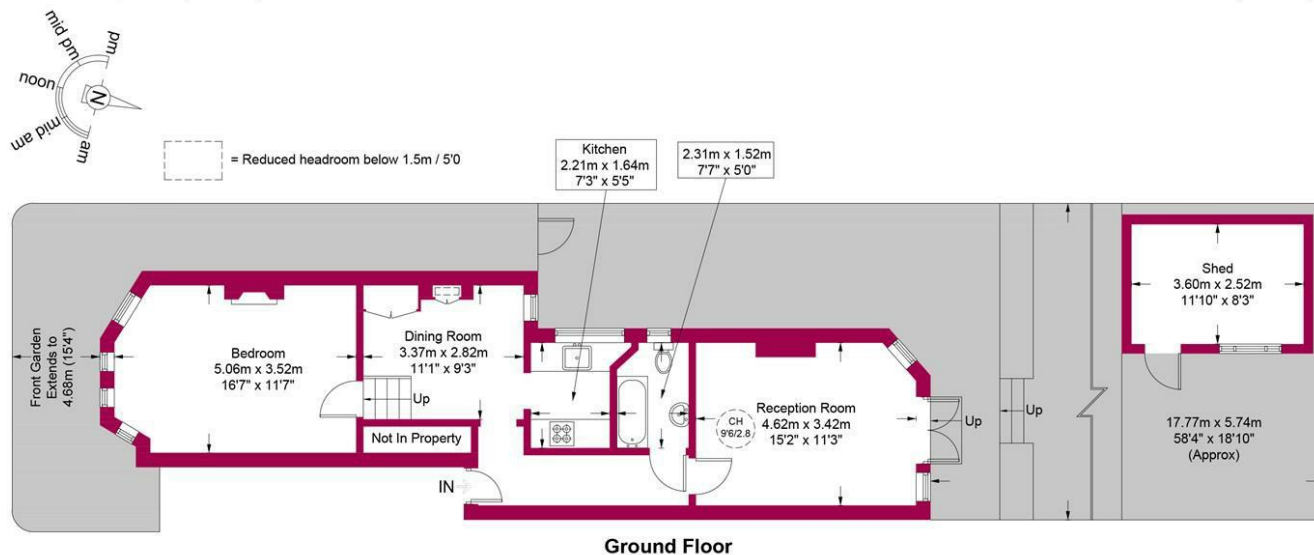 mid pm
pm
noon
N
mid am
am
= Reduced headroom below 1.5m / 5'0
Kitchen
2.21m x 1.64m
7'3" x 5'5"
2.31m x 1.52m
7'7" x 5'0"
Front Garden
Extends to
4.68m (15'4")
Bedroom
5.06m x 3.52m
16'7" x 11'7"
Dining Room
3.37m x 2.82m
11'1" x 9'3"
Up
Not In Property
IN
CH
9'6/2.8
Reception Room
4.62m x 3.42m
15'2" x 11'3"
Up
Up
Shed
3.60m x 2.52m
11'10" x 8'3"
17.77m x 5.74m
58'4" x 18'10"
(Approx)
Ground Floor